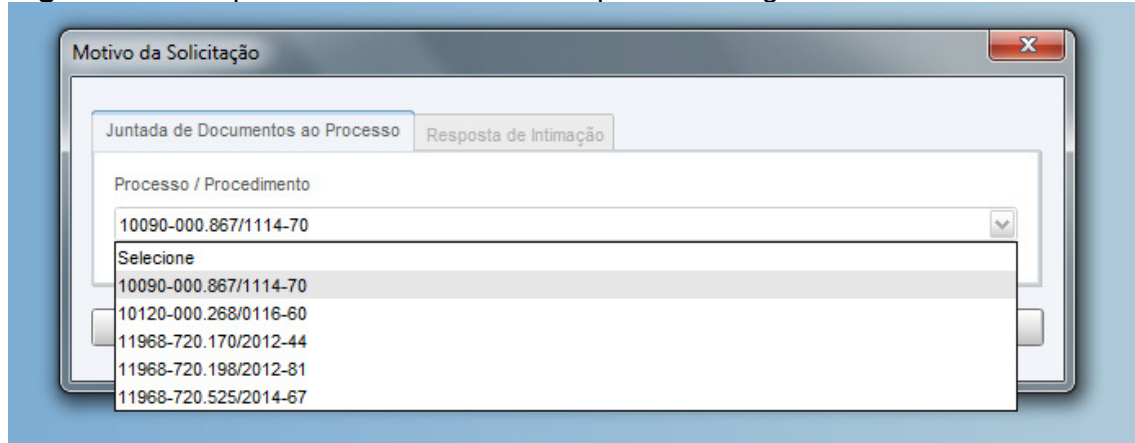 Motivo da Solicitação
Juntada de Documentos ao Processo
Resposta de Intimação
Processo / Procedimento
10090-000.867/1114-70
Selecione
10090-000.867/1114-70
10120-000.268/0116-60
11968-720.170/2012-44
11968-720.198/2012-81
11968-720.525/2014-67